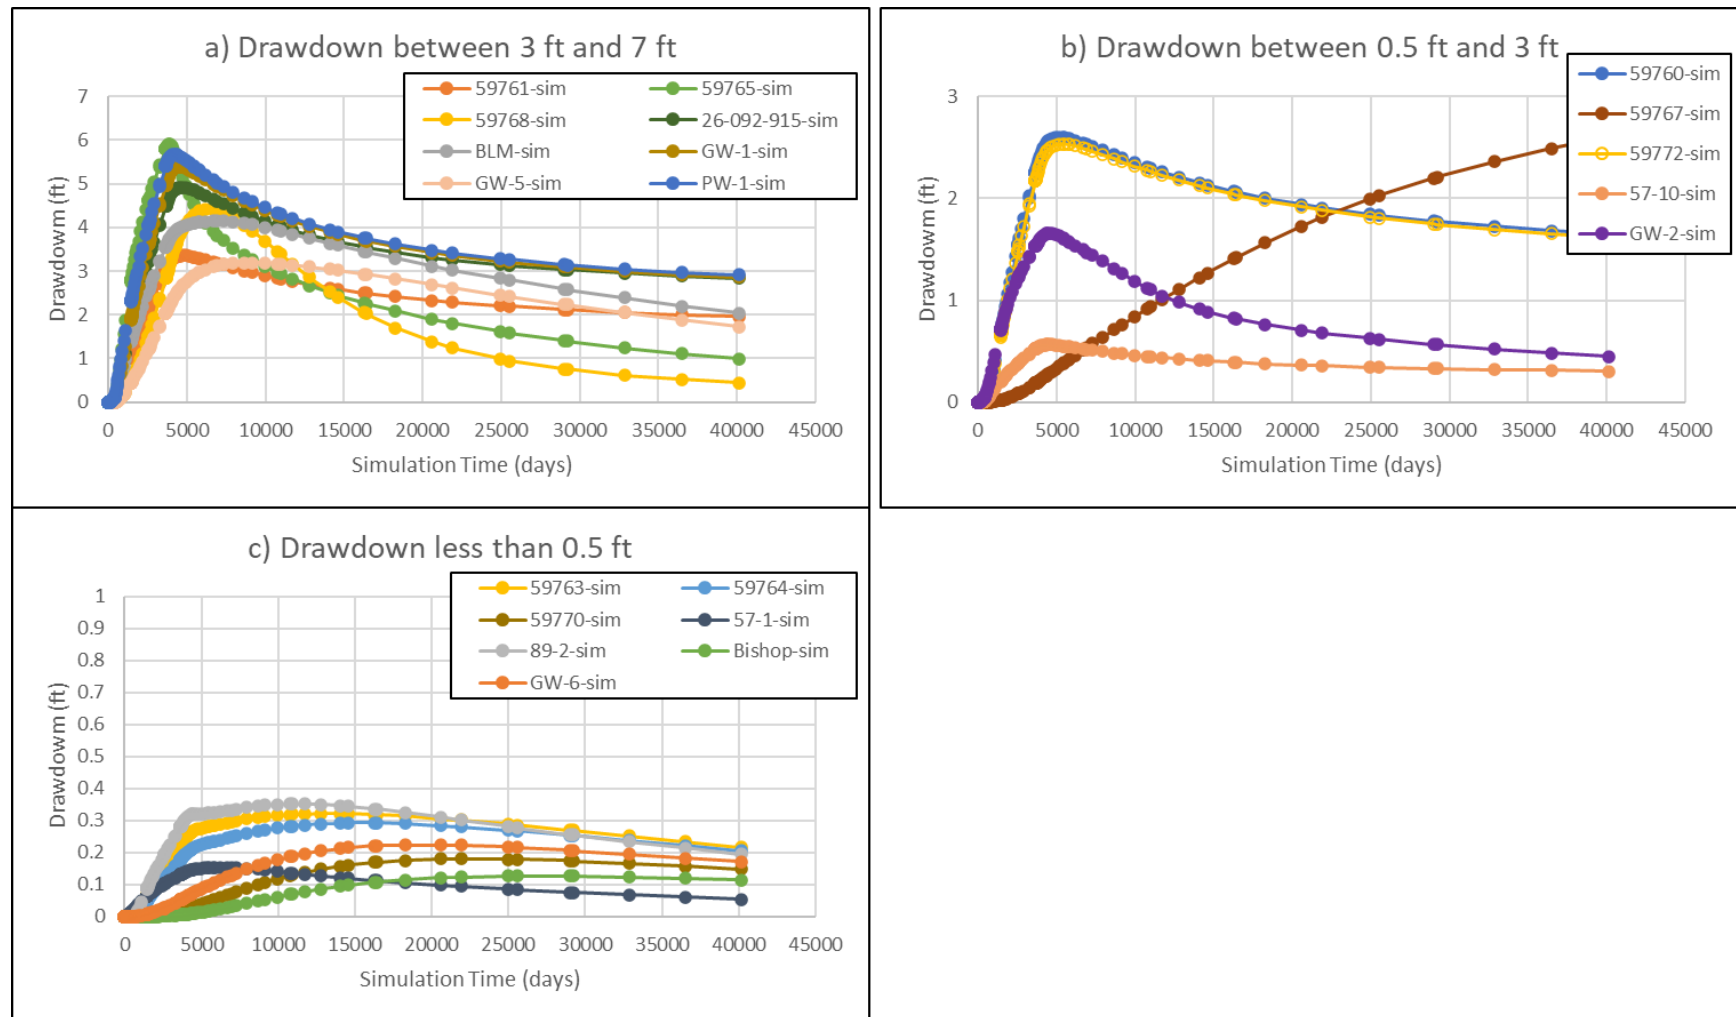 a) Drawdown between 3 ft and 7 ft
59761-sim 59765-sim
59768-sim 26-092-915-sim
BLM-sim GW-1-sim
GW-5-sim PW-1-sim
7
6
5
4
3
2
1
0
Drawdowm (ft)
0 5000 10000 15000 20000 25000 30000 35000 40000 45000
Simulation Time (days)
b) Drawdown between 0.5 ft and 3 ft
59760-sim
59767-sim
59772-sim
57-10-sim
GW-2-sim
3
2
1
0
Drawdowm (ft)
0 5000 10000 15000 20000 25000 30000 35000 40000 45000
Simulation Time (days)
c) Drawdown less than 0.5 ft
59763-sim 59764-sim
59770-sim 57-1-sim
89-2-sim Bishop-sim
GW-6-sim
1
0.9
0.8
0.7
0.6
0.5
0.4
0.3
0.2
0.1
0
Drawdowm (ft)
0 5000 10000 15000 20000 25000 30000 35000 40000 45000
Simulation Time (days)